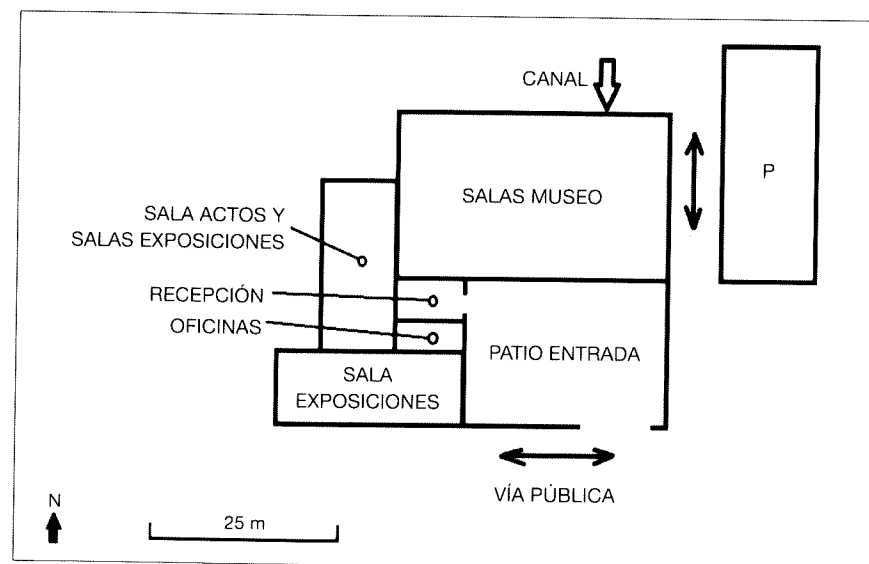 CANAL
P
SALAS MUSEO
SALA ACTOS Y
SALAS EXPOSICIONES
RECEPCIÓN
OFICINAS
PATIO ENTRADA
SALA
EXPOSICIONES
VÍA PÚBLICA
N
25 m